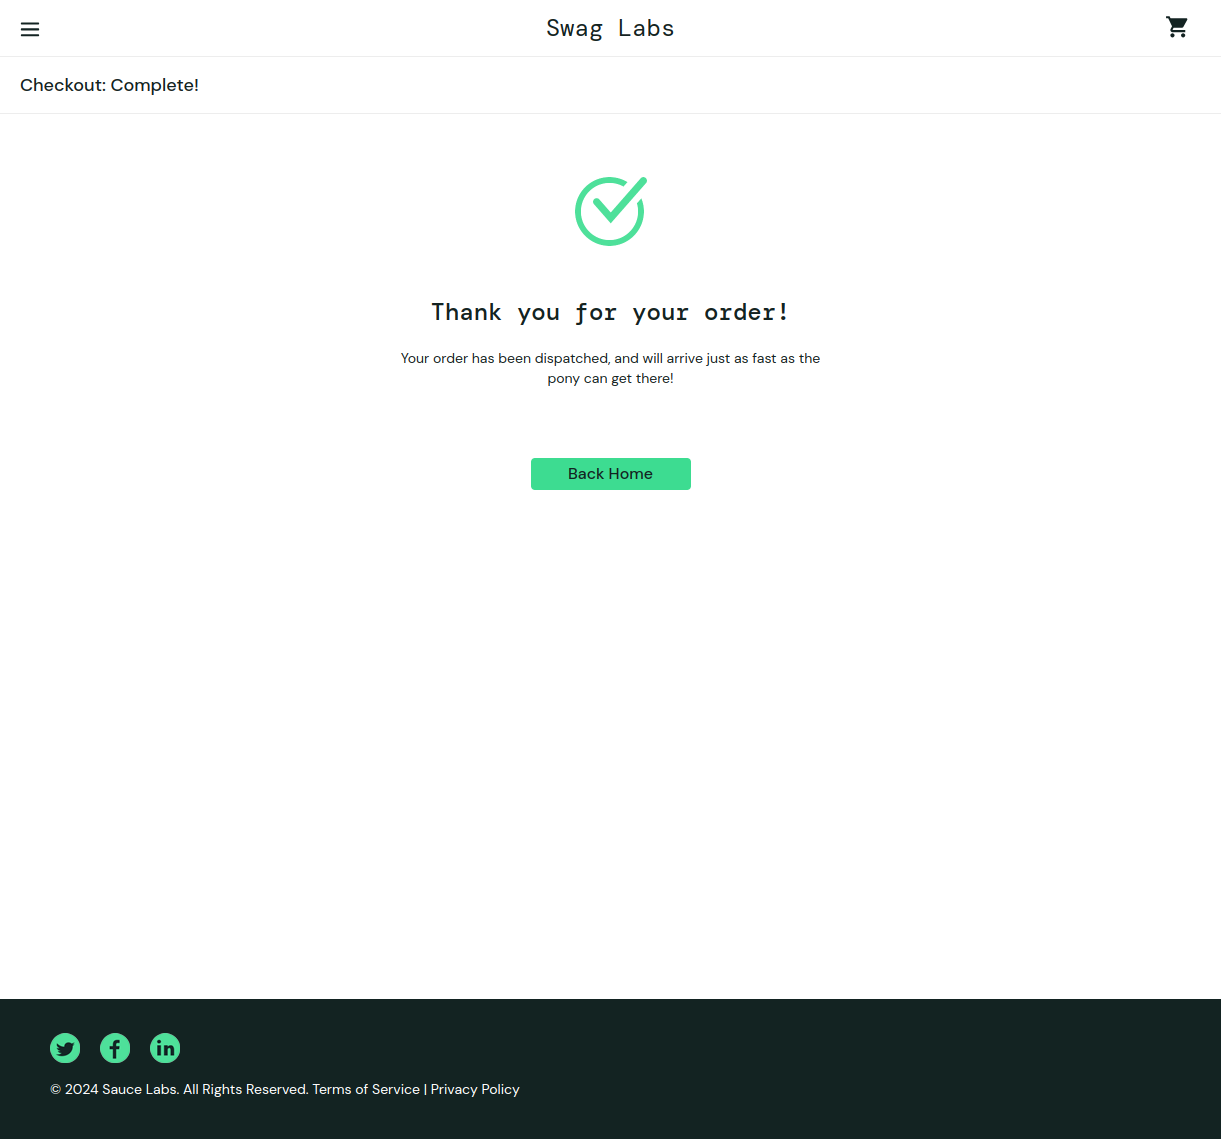 Swag Labs
Checkout: Complete!
Thank you for your order!
Your order has been dispatched, and will arrive just as fast as the
pony can get there!
Back Home
© 2024 Sauce Labs. All Rights Reserved. Terms of Service | Privacy Policy